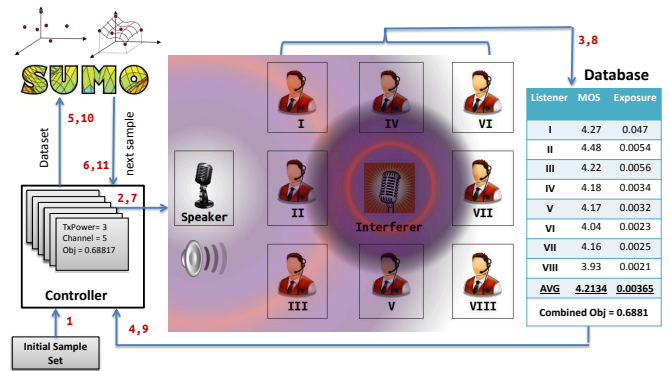 SUMO
5,10
Dataset
6,11
next sample
2,7
TxPower= 3
Channel = 5
Obj = 0.68817
Controller
1
Initial Sample
Set
4,9
Speaker
I
IV
VI
II
Interferer
VII
III
V
VIII
3,8
Database
Listener MOS Exposure
I 4.27 0.047
II 4.48 0.0054
III 4.22 0.0056
IV 4.18 0.0034
V 4.17 0.0032
VI 4.04 0.0023
VII 4.16 0.0025
VIII 3.93 0.0021
AVG 4.2134 0.00365
Combined Obj = 0.6881